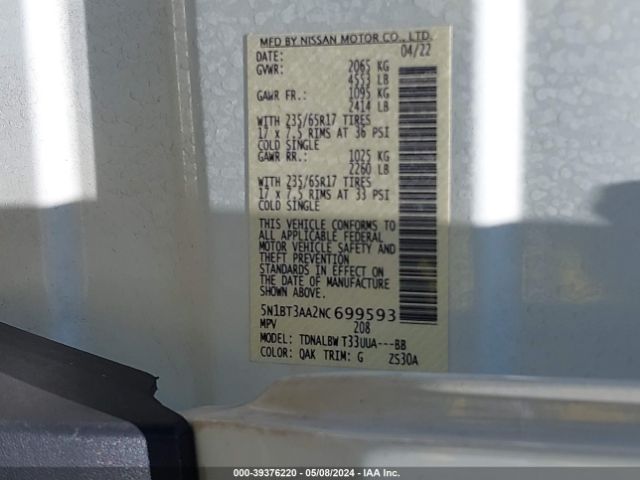 MFD BY NISSAN MOTOR CO., LTD.
DATE: 04/22
GVWR: 2065 KG
4553 LB
GAWR FR.: 1095 KG
2414 LB
WITH 235/65R17 TIRES
17 x 7.5 RIMS AT 36 PSI
COLD SINGLE
GAWR RR.: 1025 KG
2260 LB
WITH 235/65R17 TIRES
17 x 7.5 RIMS AT 33 PSI
COLD SINGLE
THIS VEHICLE CONFORMS TO
ALL APPLICABLE FEDERAL
MOTOR VEHICLE SAFETY AND
THEFT PREVENTION
STANDARDS IN EFFECT ON
THE DATE OF MANUFACTURE
SHOWN ABOVE.
5N1BT3AA2NC699593
MPV 208
MODEL: TDNALBWT33UUA---BB
COLOR: QAK TRIM: G 2S30A
000-39376220 - 05/08/2024 - IAA Inc.